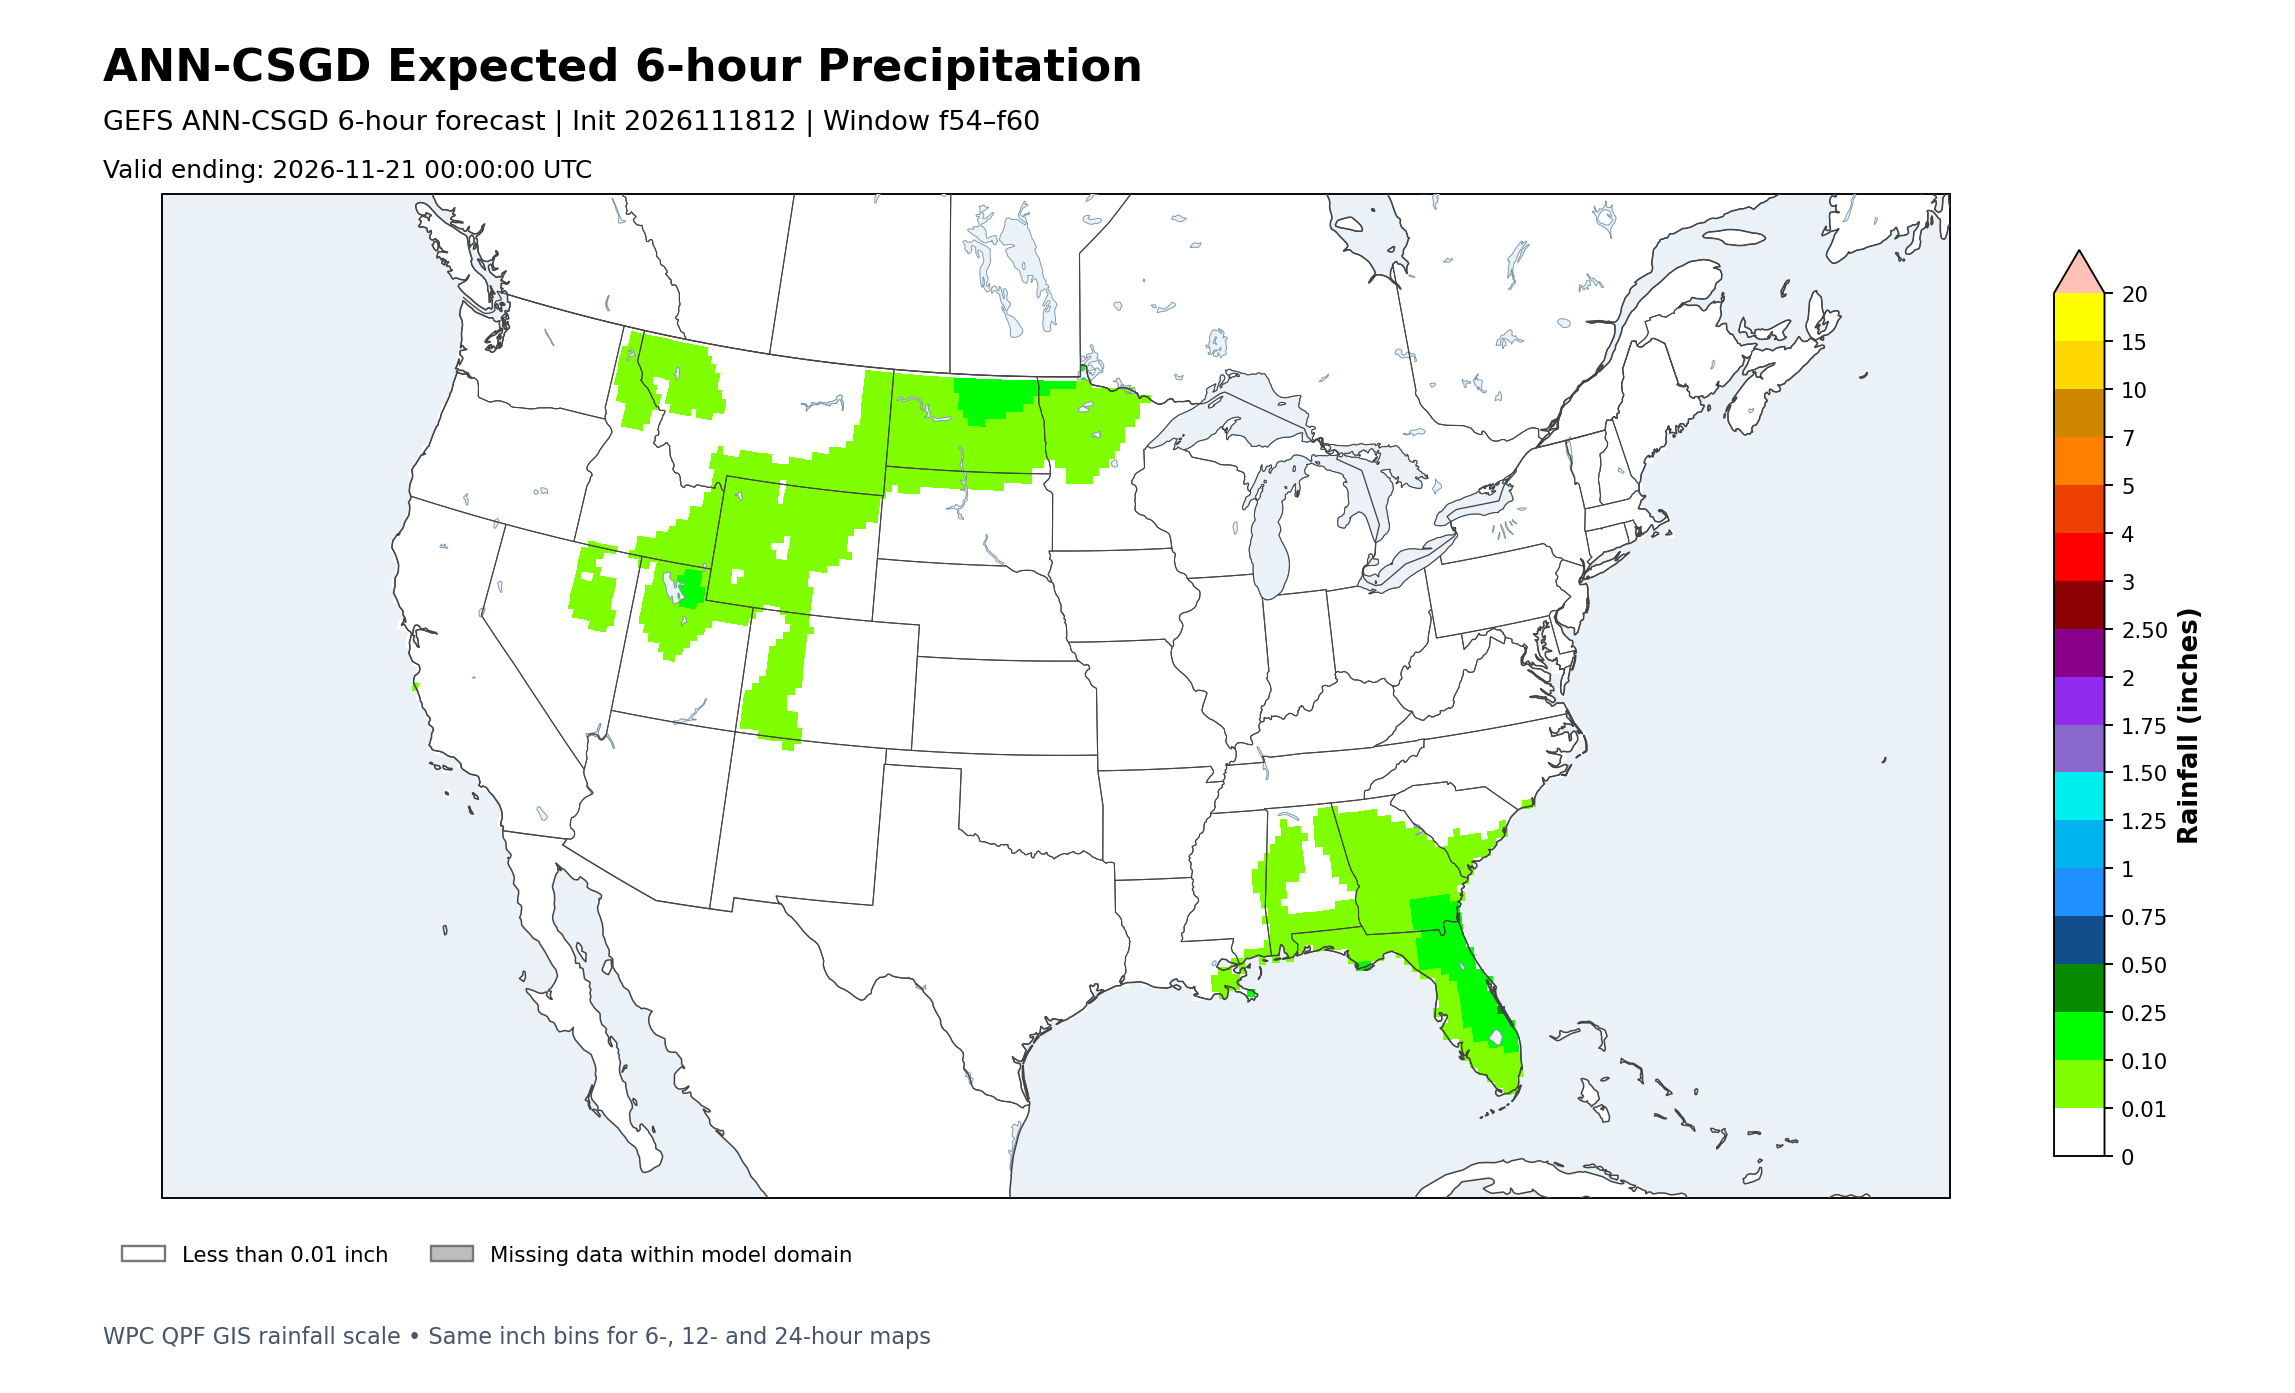 ANN-CSGD Expected 6-hour Precipitation
GEFS ANN-CSGD 6-hour forecast | Init 2026111812 | Window f54–f60
Valid ending: 2026-11-21 00:00:00 UTC
20
15
10
7
5
4
3
2.50
2
1.75
1.50
1.25
1
0.75
0.50
0.25
0.10
0.01
0
Rainfall (inches)
Less than 0.01 inch
Missing data within model domain
WPC QPF GIS rainfall scale • Same inch bins for 6-, 12- and 24-hour maps